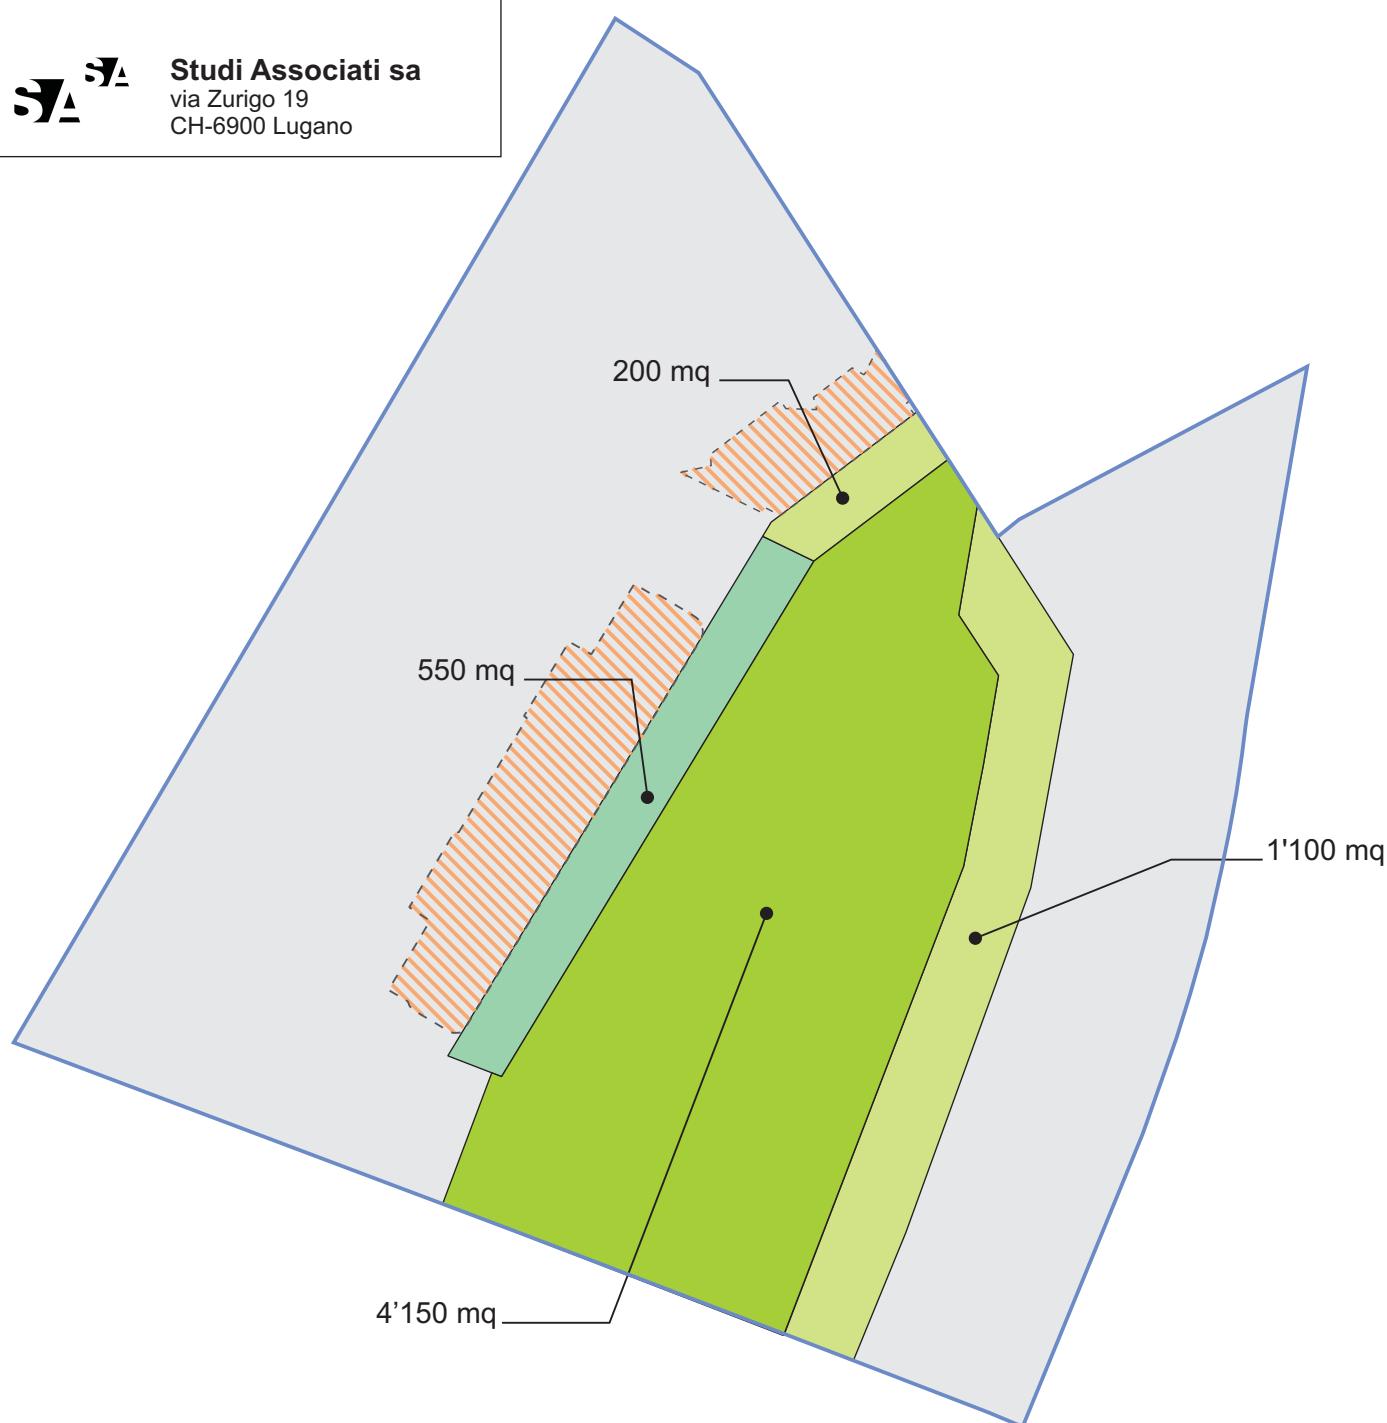 SA SA
Studi Associati sa
via Zurigo 19
CH-6900 Lugano
200 mq
550 mq
1'100 mq
4’150 mq